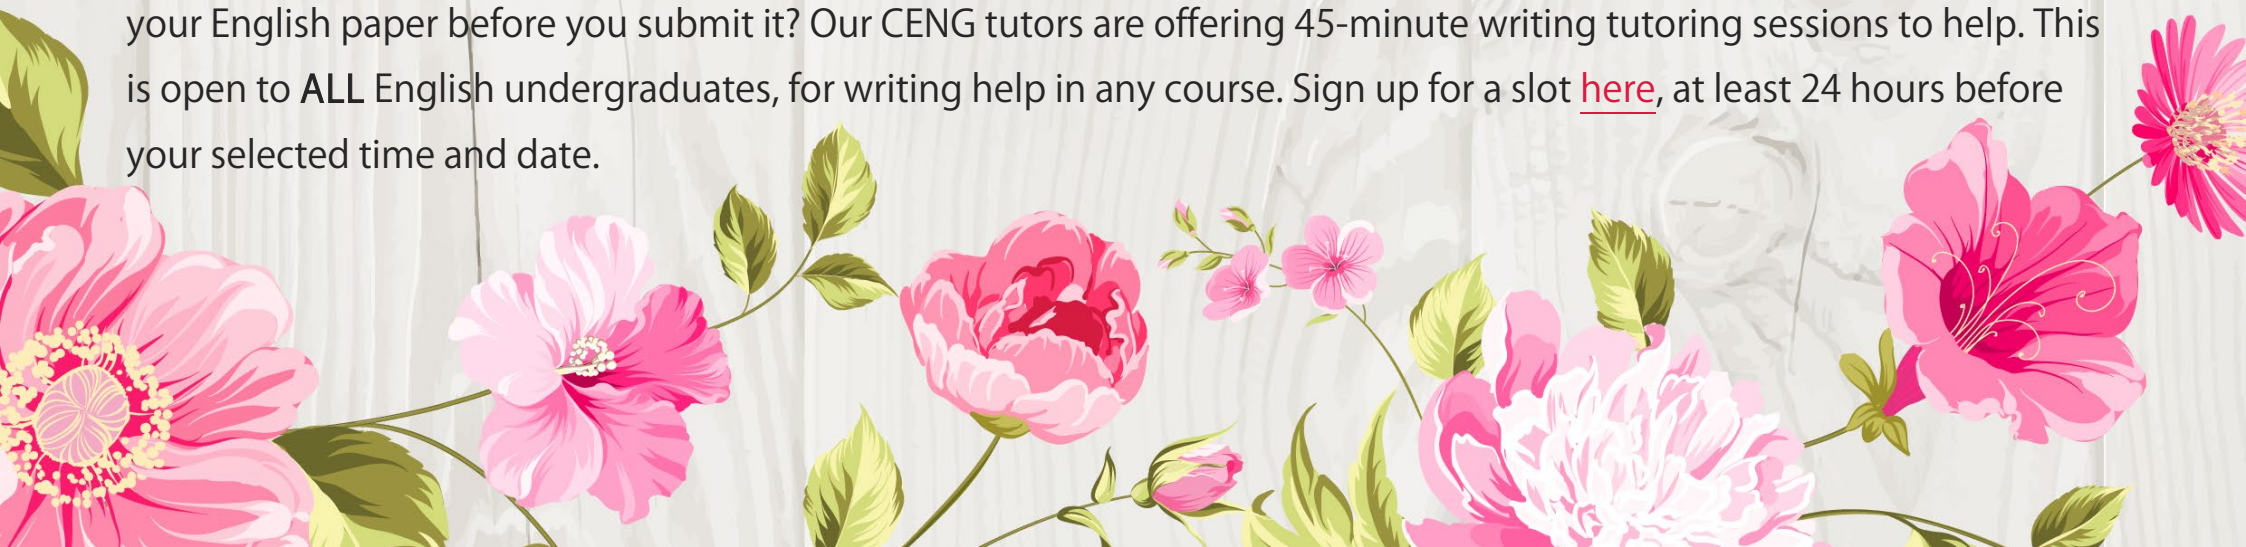 your English paper before you submit it? Our CENG tutors are offering 45-minute writing tutoring sessions to help. This
is open to ALL English undergraduates, for writing help in any course. Sign up for a slot here, at least 24 hours before
your selected time and date.